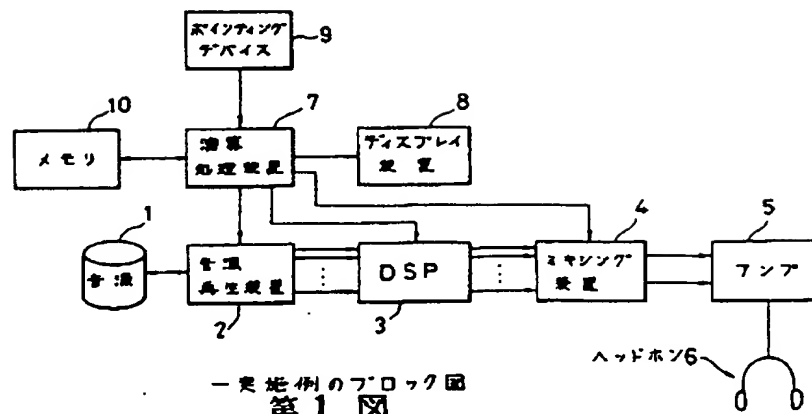 ポインティング
デバイス
9
10
7
8
メモリ
演算
処理装置
ディスプレイ
装置
1
4
5
音源
音源
再生装置
DSP
ミキシング
装置
アンプ
2
3
ヘッドホン6
一実施例のブロック図
第1図